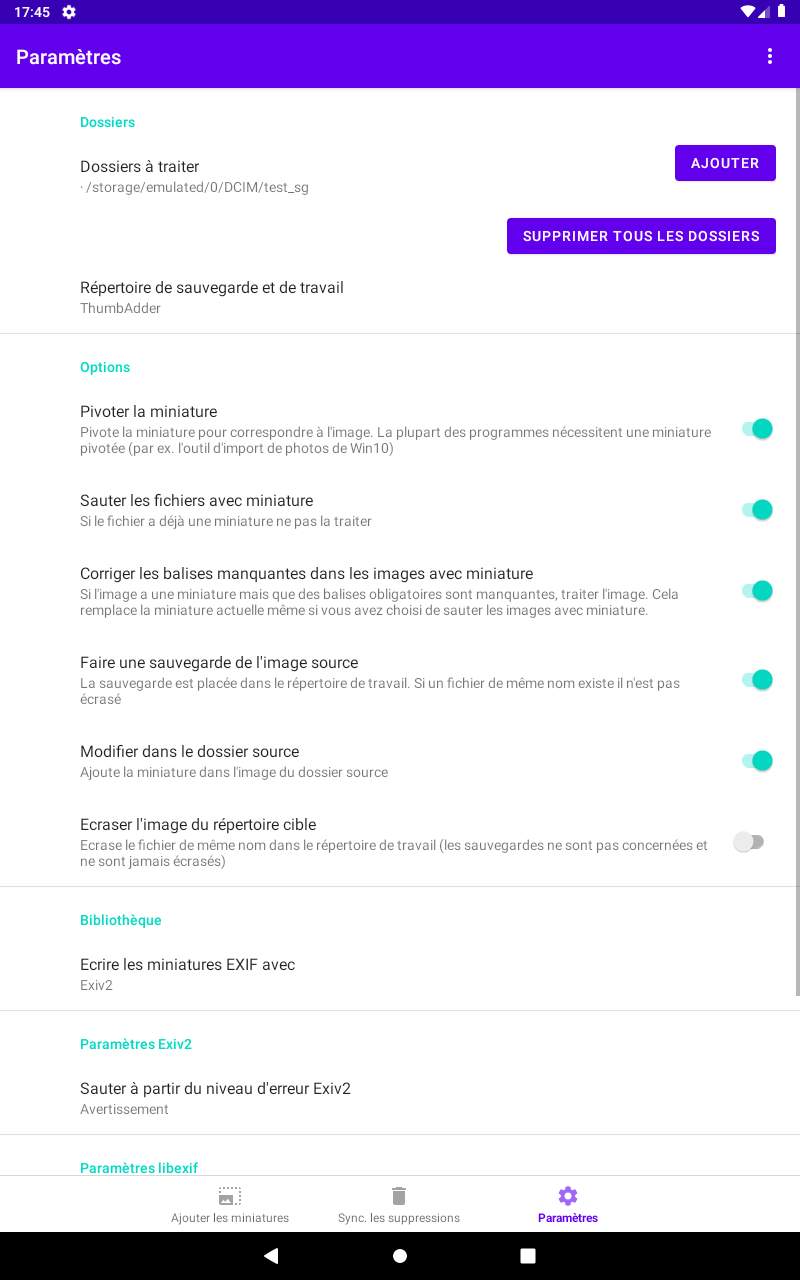 17:45
Paramètres
Dossiers
Dossiers à traiter
· /storage/emulated/0/DCIM/test_sg
AJOUTER
SUPPRIMER TOUS LES DOSSIERS
Répertoire de sauvegarde et de travail
ThumbAdder
Options
Pivoter la miniature
Pivote la miniature pour correspondre à l'image. La plupart des programmes nécessitent une miniature
pivotée (par ex. l'outil d'import de photos de Win10)
Sauter les fichiers avec miniature
Si le fichier a déjà une miniature ne pas la traiter
Corriger les balises manquantes dans les images avec miniature
Si l'image a une miniature mais que des balises obligatoires sont manquantes, traiter l'image. Cela
remplace la miniature actuelle même si vous avez choisi de sauter les images avec miniature.
Faire une sauvegarde de l'image source
La sauvegarde est placée dans le répertoire de travail. Si un fichier de même nom existe il n'est pas
écrasé
Modifier dans le dossier source
Ajoute la miniature dans l'image du dossier source
Ecraser l'image du répertoire cible
Ecrase le fichier de même nom dans le répertoire de travail (les sauvegardes ne sont pas concernées et
ne sont jamais écrasés)
Bibliothèque
Ecrire les miniatures EXIF avec
Exiv2
Paramètres Exiv2
Sauter à partir du niveau d'erreur Exiv2
Avertissement
Paramètres libexif
Ajouter les miniatures
Sync. les suppressions
Paramètres